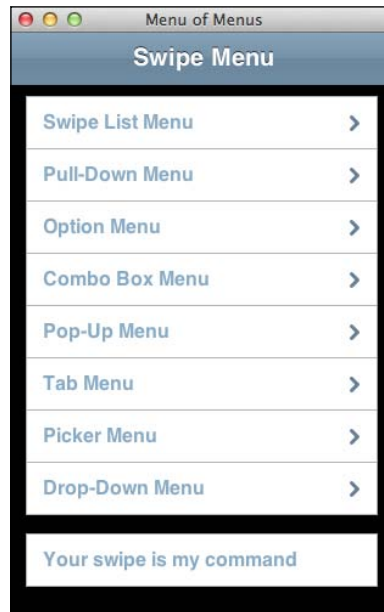 Menu of Menus
Swipe Menu
Swipe List Menu
Pull-Down Menu
Option Menu
Combo Box Menu
Pop-Up Menu
Tab Menu
Picker Menu
Drop-Down Menu
Your swipe is my command